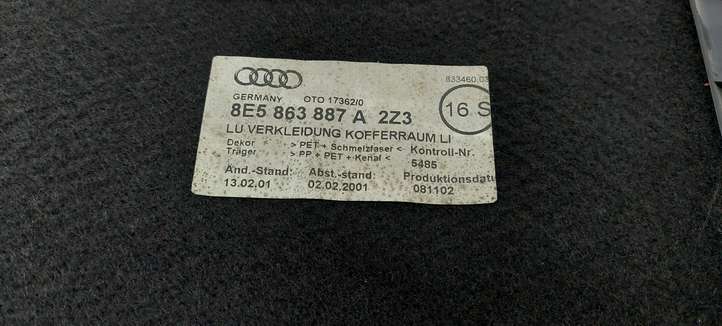 833460.03
GERMANY OTO 17362/0
8E5 863 887 A 2Z3
16 S
LU VERKLEIDUNG KOFFERRAUM LI
Dekor > PET + Schmelzfaser < Kontroll-Nr.
Träger > PP + PET + Kenaf < 5485
Änd.-Stand: Abst.-stand: Produktionsdatu
13.02.01 02.02.2001 081102